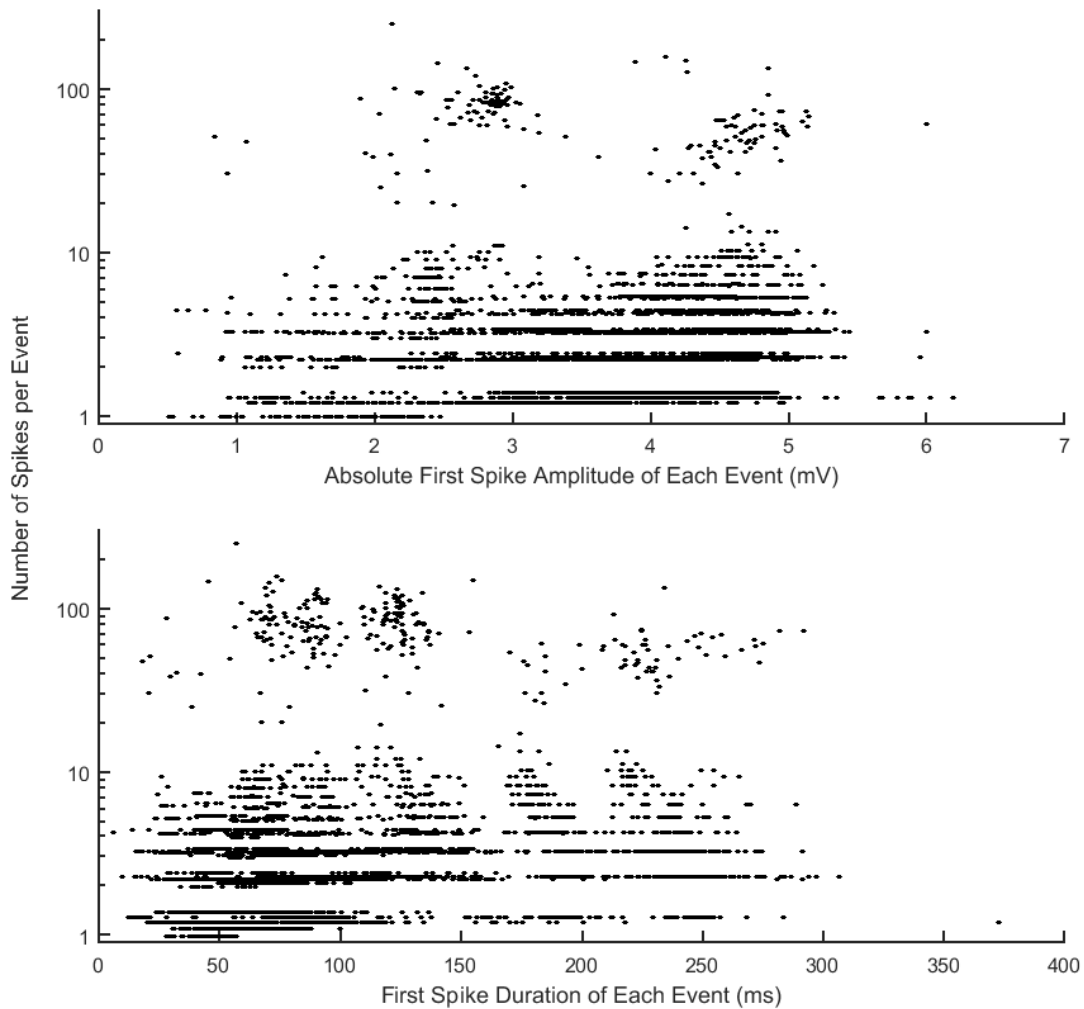 Number of Spikes per Event
100
10
1
0 1 2 3 4 5 6 7
Absolute First Spike Amplitude of Each Event (mV)
100
10
1
0 50 100 150 200 250 300 350 400
First Spike Duration of Each Event (ms)